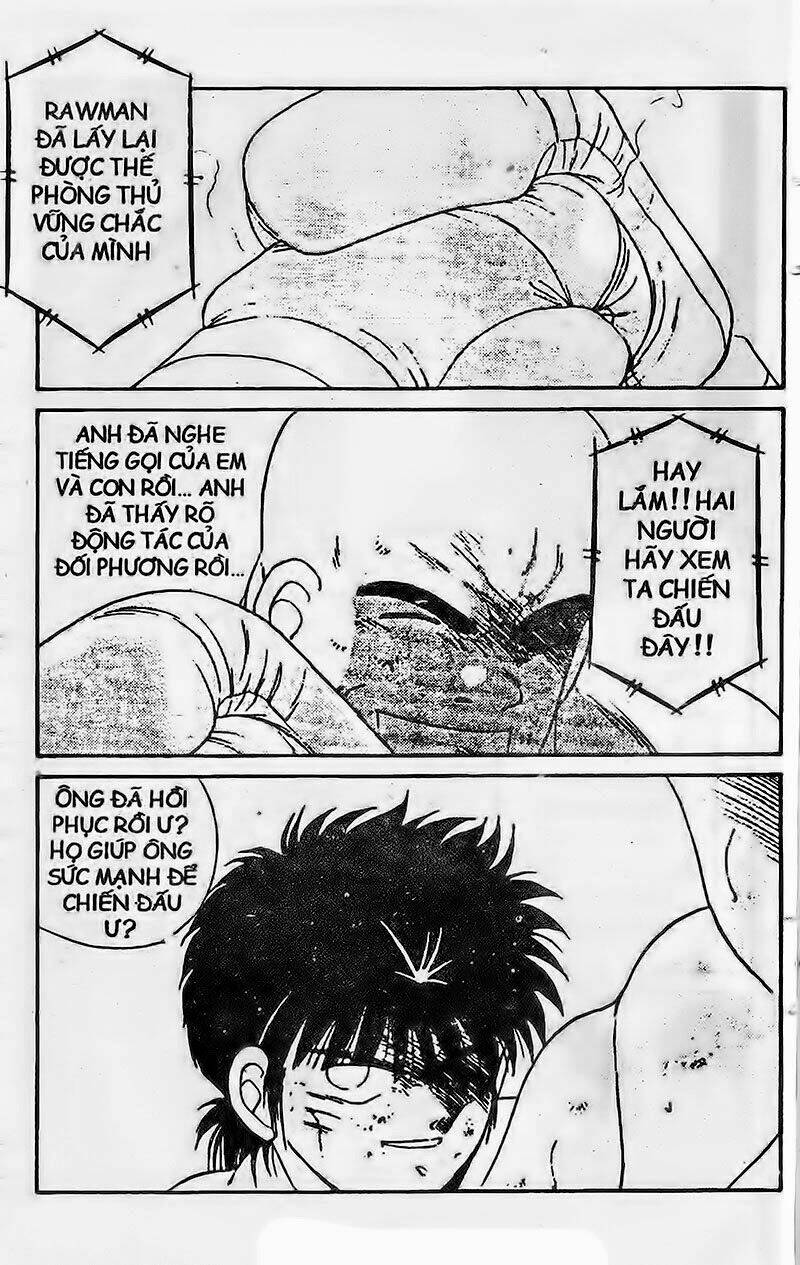 RAWMAN
ĐÃ LẤY LẠI
ĐƯỢC THẾ
PHÒNG THỦ
VỮNG CHẮC
CỦA MÌNH
ANH ĐÃ NGHE
TIẾNG GỌI CỦA EM
VÀ CON RỒI... ANH
ĐÃ THẤY RÕ
ĐỘNG TÁC CỦA
ĐỐI PHƯƠNG RỒI...
HAY
LẮM!! HAI
NGƯỜI
HÃY XEM
TA CHIẾN
ĐẤU
ĐÂY!!
ÔNG ĐÃ HỒI
PHỤC RỒI Ư?
HỌ GIÚP ÔNG
SỨC MẠNH ĐỂ
CHIẾN ĐẤU
Ư?